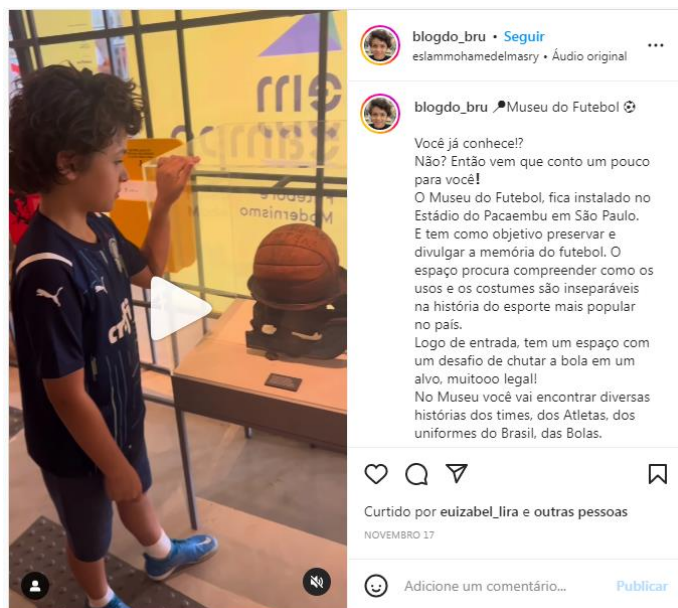 blogdo_bru • Seguir
eslammohamedelmasry • Áudio original
blogdo_bru 📍Museu do Futebol ⚽
Você já conhece!?
Não? Então vem que conto um pouco
para você!
O Museu do Futebol, fica instalado no
Estádio do Pacaembu em São Paulo.
E tem como objetivo preservar e
divulgar a memória do futebol. O
espaço procura compreender como os
usos e os costumes são inseparáveis
na história do esporte mais popular
no país.
Logo de entrada, tem um espaço com
um desafio de chutar a bola em um
alvo, muitooo legal!
No Museu você vai encontrar diversas
histórias dos times, dos Atletas, dos
uniformes do Brasil, das Bolas.
Curtido por euizabel_lira e outras pessoas
NOVEMBRO 17
Adicione um comentário... Publicar
em
campo
Modernismo